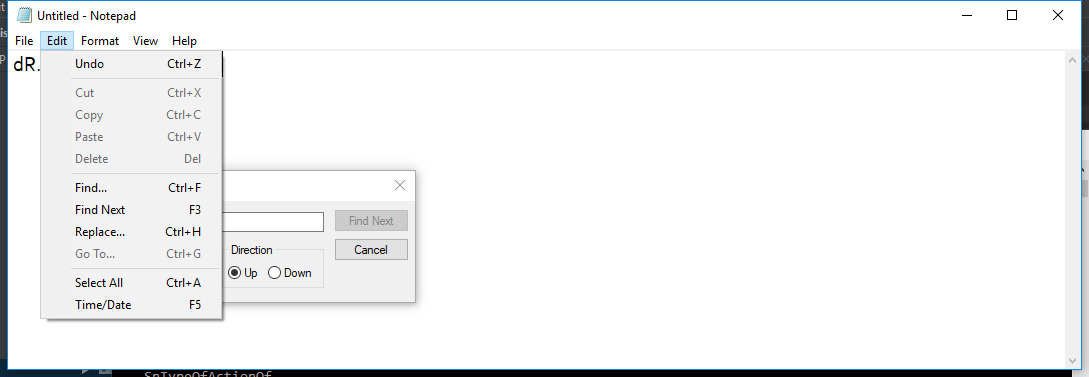 Untitled - Notepad
File Edit Format View Help
dR.
Undo Ctrl+Z
Cut Ctrl+X
Copy Ctrl+C
Paste Ctrl+V
Delete Del
Find... Ctrl+F
Find Next F3
Replace... Ctrl+H
Go To... Ctrl+G
Select All Ctrl+A
Time/Date F5
Find Next
Direction
Cancel
Up Down